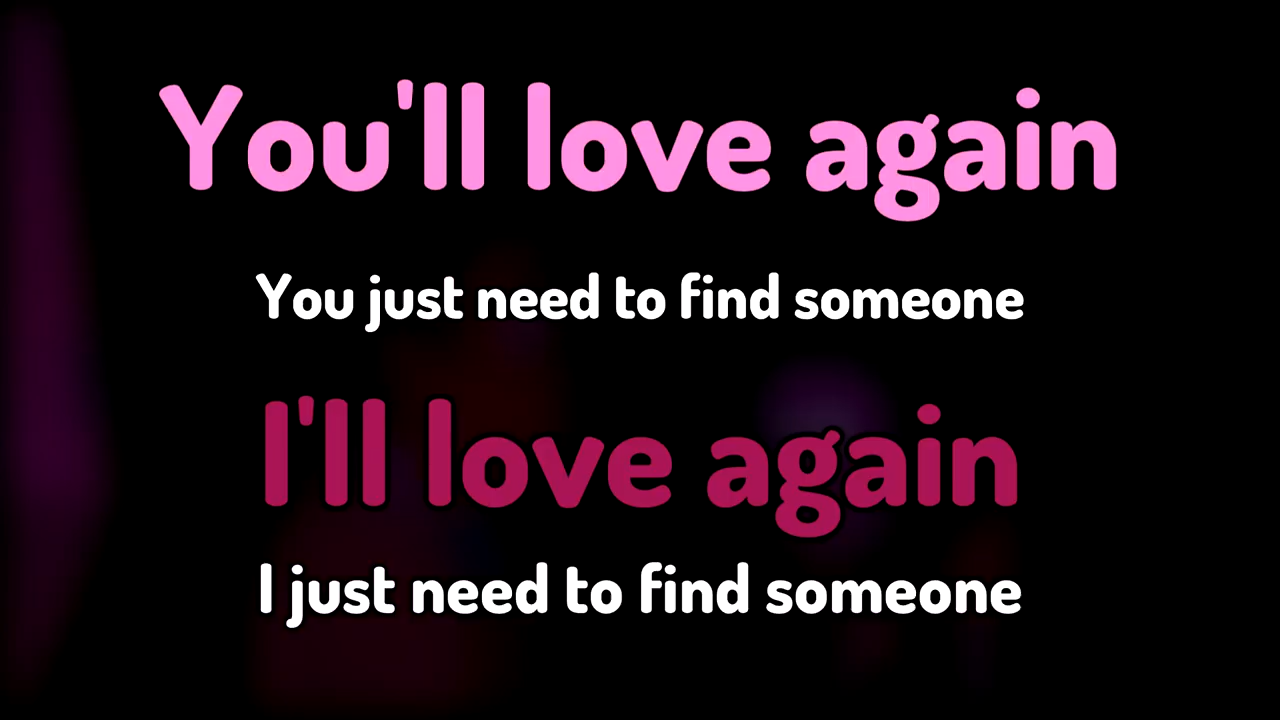 You'll love again
You just need to find someone
I'll love again
I just need to find someone